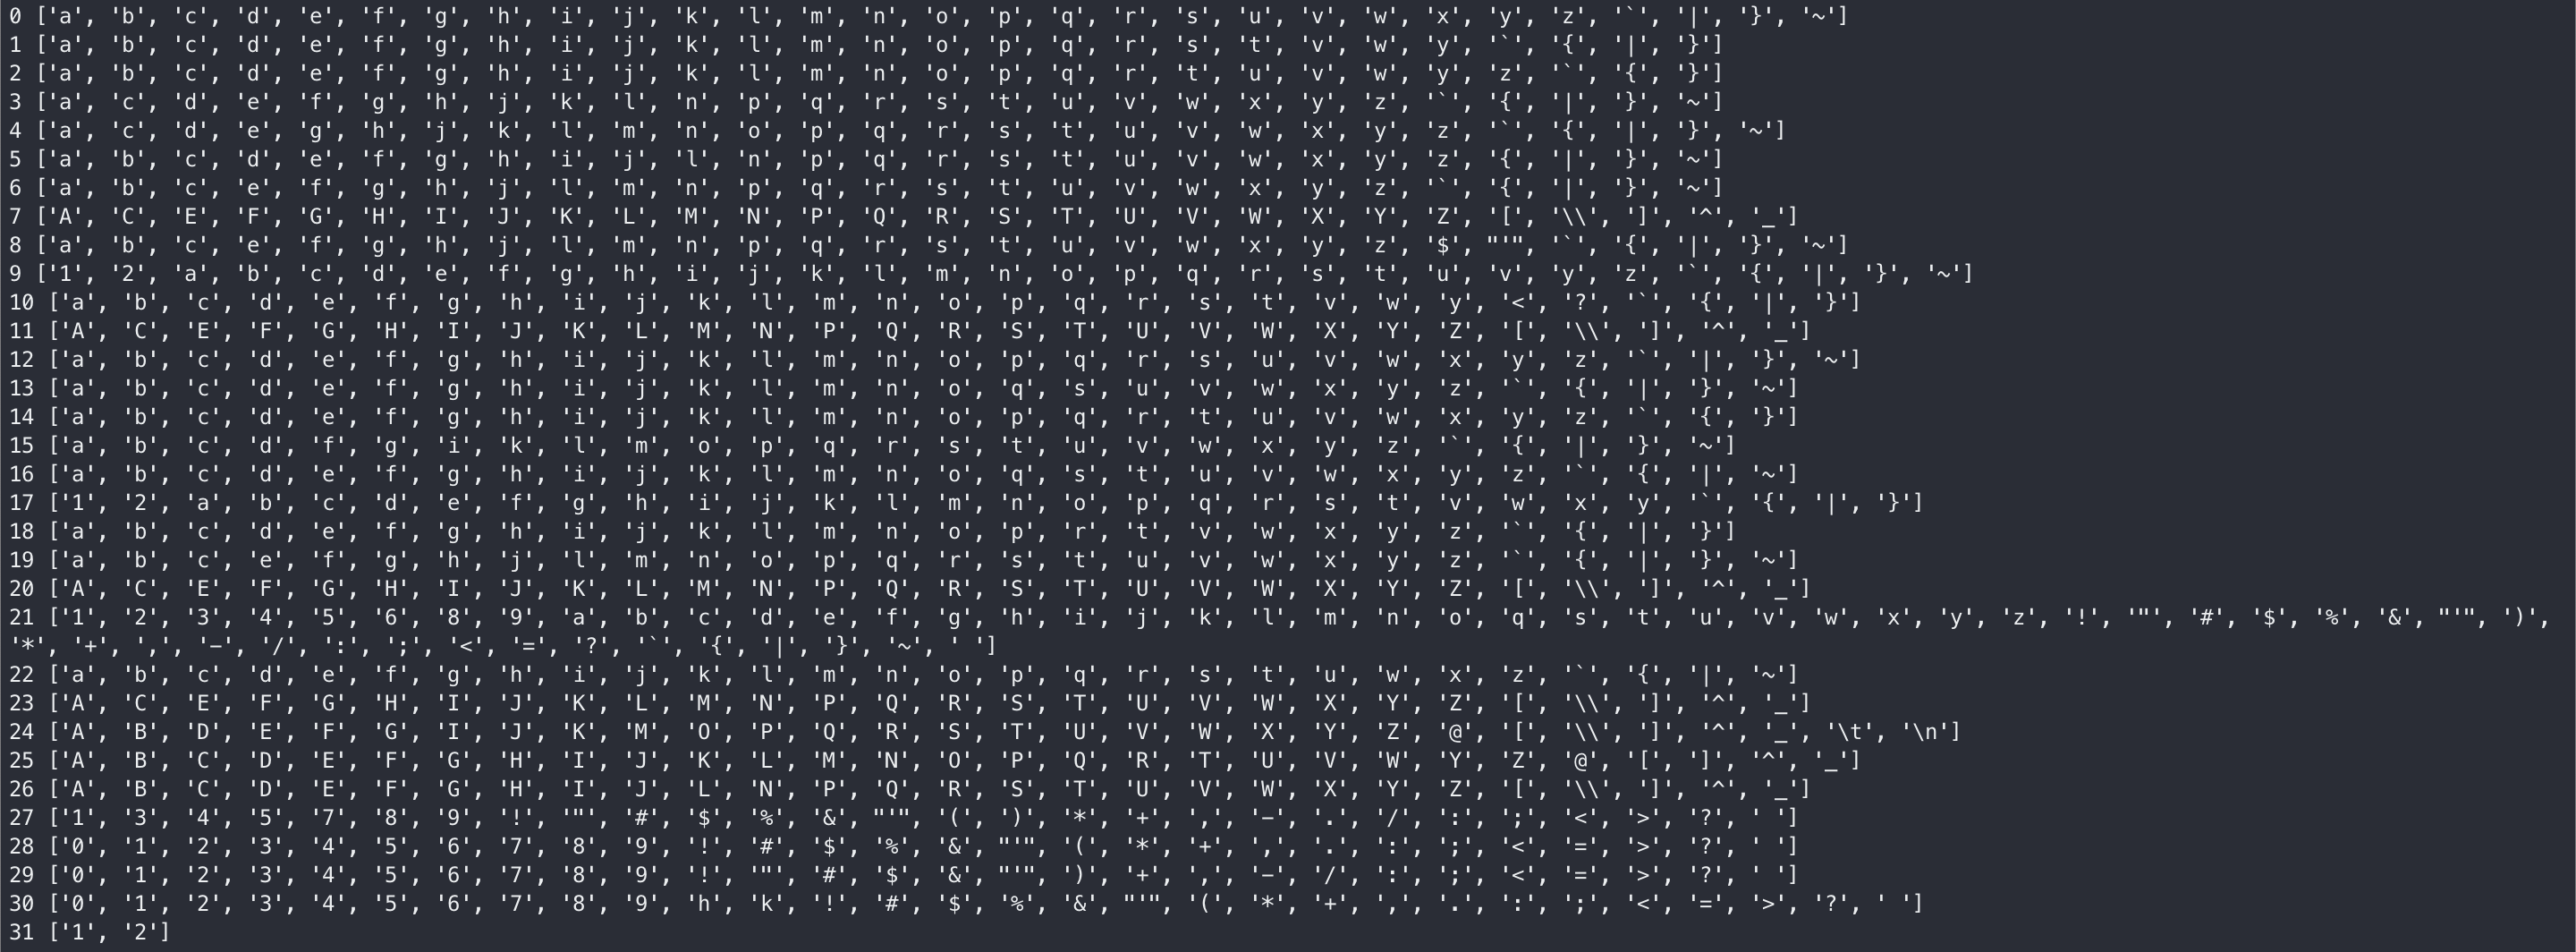 0 ['a', 'b', 'c', 'd', 'e', 'f', 'g', 'h', 'i', 'j', 'k', 'l', 'm', 'n', 'o', 'p', 'q', 'r', 's', 'u', 'v', 'w', 'x', 'y', 'z', '`', '|', '}', '~']
1 ['a', 'b', 'c', 'd', 'e', 'f', 'g', 'h', 'i', 'j', 'k', 'l', 'm', 'n', 'o', 'p', 'q', 'r', 's', 't', 'v', 'w', 'y', '`', '{', '|', '}']
2 ['a', 'b', 'c', 'd', 'e', 'f', 'g', 'h', 'i', 'j', 'k', 'l', 'm', 'n', 'o', 'p', 'q', 'r', 't', 'u', 'v', 'w', 'y', 'z', '`', '{', '}']
3 ['a', 'c', 'd', 'e', 'f', 'g', 'h', 'j', 'k', 'l', 'n', 'p', 'q', 'r', 's', 't', 'u', 'v', 'w', 'x', 'y', 'z', '`', '{', '|', '}', '~']
4 ['a', 'c', 'd', 'e', 'g', 'h', 'j', 'k', 'l', 'm', 'n', 'o', 'p', 'q', 'r', 's', 't', 'u', 'v', 'w', 'x', 'y', 'z', '`', '{', '|', '}', '~']
5 ['a', 'b', 'c', 'd', 'e', 'f', 'g', 'h', 'i', 'j', 'l', 'n', 'p', 'q', 'r', 's', 't', 'u', 'v', 'w', 'x', 'y', 'z', '{', '|', '}', '~']
6 ['a', 'b', 'c', 'e', 'f', 'g', 'h', 'j', 'l', 'm', 'n', 'p', 'q', 'r', 's', 't', 'u', 'v', 'w', 'x', 'y', 'z', '`', '{', '|', '}', '~']
7 ['A', 'C', 'E', 'F', 'G', 'H', 'I', 'J', 'K', 'L', 'M', 'N', 'P', 'Q', 'R', 'S', 'T', 'U', 'V', 'W', 'X', 'Y', 'Z', '[', '\\', ']', '^', '_']
8 ['a', 'b', 'c', 'e', 'f', 'g', 'h', 'j', 'l', 'm', 'n', 'p', 'q', 'r', 's', 't', 'u', 'v', 'w', 'x', 'y', 'z', '$', "'", '`', '{', '|', '}', '~']
9 ['1', '2', 'a', 'b', 'c', 'd', 'e', 'f', 'g', 'h', 'i', 'j', 'k', 'l', 'm', 'n', 'o', 'p', 'q', 'r', 's', 't', 'u', 'v', 'y', 'z', '`', '{', '|', '}', '~']
10 ['a', 'b', 'c', 'd', 'e', 'f', 'g', 'h', 'i', 'j', 'k', 'l', 'm', 'n', 'o', 'p', 'q', 'r', 's', 't', 'v', 'w', 'y', '<', '?', '`', '{', '|', '}']
11 ['A', 'C', 'E', 'F', 'G', 'H', 'I', 'J', 'K', 'L', 'M', 'N', 'P', 'Q', 'R', 'S', 'T', 'U', 'V', 'W', 'X', 'Y', 'Z', '[', '\\', ']', '^', '_']
12 ['a', 'b', 'c', 'd', 'e', 'f', 'g', 'h', 'i', 'j', 'k', 'l', 'm', 'n', 'o', 'p', 'q', 'r', 's', 'u', 'v', 'w', 'x', 'y', 'z', '`', '|', '}', '~']
13 ['a', 'b', 'c', 'd', 'e', 'f', 'g', 'h', 'i', 'j', 'k', 'l', 'm', 'n', 'o', 'q', 's', 'u', 'v', 'w', 'x', 'y', 'z', '`', '{', '|', '}', '~']
14 ['a', 'b', 'c', 'd', 'e', 'f', 'g', 'h', 'i', 'j', 'k', 'l', 'm', 'n', 'o', 'p', 'q', 'r', 't', 'u', 'v', 'w', 'x', 'y', 'z', '`', '{', '}']
15 ['a', 'b', 'c', 'd', 'f', 'g', 'i', 'k', 'l', 'm', 'o', 'p', 'q', 'r', 's', 't', 'u', 'v', 'w', 'x', 'y', 'z', '`', '{', '|', '}', '~']
16 ['a', 'b', 'c', 'd', 'e', 'f', 'g', 'h', 'i', 'j', 'k', 'l', 'm', 'n', 'o', 'q', 's', 't', 'u', 'v', 'w', 'x', 'y', 'z', '`', '{', '|', '~']
17 ['1', '2', 'a', 'b', 'c', 'd', 'e', 'f', 'g', 'h', 'i', 'j', 'k', 'l', 'm', 'n', 'o', 'p', 'q', 'r', 's', 't', 'v', 'w', 'x', 'y', '`', '{', '|', '}']
18 ['a', 'b', 'c', 'd', 'e', 'f', 'g', 'h', 'i', 'j', 'k', 'l', 'm', 'n', 'o', 'p', 'r', 't', 'v', 'w', 'x', 'y', 'z', '`', '{', '|', '}']
19 ['a', 'b', 'c', 'e', 'f', 'g', 'h', 'j', 'l', 'm', 'n', 'o', 'p', 'q', 'r', 's', 't', 'u', 'v', 'w', 'x', 'y', 'z', '`', '{', '|', '}', '~']
20 ['A', 'C', 'E', 'F', 'G', 'H', 'I', 'J', 'K', 'L', 'M', 'N', 'P', 'Q', 'R', 'S', 'T', 'U', 'V', 'W', 'X', 'Y', 'Z', '[', '\\', ']', '^', '_']
21 ['1', '2', '3', '4', '5', '6', '8', '9', 'a', 'b', 'c', 'd', 'e', 'f', 'g', 'h', 'i', 'j', 'k', 'l', 'm', 'n', 'o', 'q', 's', 't', 'u', 'v', 'w', 'x', 'y', 'z', '!', '"', '#', '$', '%', '&', "'", ')',
'*', '+', ',', '-', '/', ':', ';', '<', '=', '?', '`', '{', '|', '}', '~', ' ']
22 ['a', 'b', 'c', 'd', 'e', 'f', 'g', 'h', 'i', 'j', 'k', 'l', 'm', 'n', 'o', 'p', 'q', 'r', 's', 't', 'u', 'w', 'x', 'z', '`', '{', '|', '~']
23 ['A', 'C', 'E', 'F', 'G', 'H', 'I', 'J', 'K', 'L', 'M', 'N', 'P', 'Q', 'R', 'S', 'T', 'U', 'V', 'W', 'X', 'Y', 'Z', '[', '\\', ']', '^', '_']
24 ['A', 'B', 'D', 'E', 'F', 'G', 'I', 'J', 'K', 'M', 'O', 'P', 'Q', 'R', 'S', 'T', 'U', 'V', 'W', 'X', 'Y', 'Z', '@', '[', '\\', ']', '^', '_', '\t', '\n']
25 ['A', 'B', 'C', 'D', 'E', 'F', 'G', 'H', 'I', 'J', 'K', 'L', 'M', 'N', 'O', 'P', 'Q', 'R', 'T', 'U', 'V', 'W', 'Y', 'Z', '@', '[', ']', '^', '_']
26 ['A', 'B', 'C', 'D', 'E', 'F', 'G', 'H', 'I', 'J', 'L', 'N', 'P', 'Q', 'R', 'S', 'T', 'U', 'V', 'W', 'X', 'Y', 'Z', '[', '\\', ']', '^', '_']
27 ['1', '3', '4', '5', '7', '8', '9', '!', '"', '#', '$', '%', '&', "'", '(', ')', '*', '+', ',', '-', '.', '/', ':', ';', '<', '>', '?', ' ']
28 ['0', '1', '2', '3', '4', '5', '6', '7', '8', '9', '!', '#', '$', '%', '&', "'", '(', '*', '+', ',', '.', ':', ';', '<', '=', '>', '?', ' ']
29 ['0', '1', '2', '3', '4', '5', '6', '7', '8', '9', '!', '"', '#', '$', '&', "'", ')', '+', ',', '-', '/', ':', ';', '<', '=', '>', '?', ' ']
30 ['0', '1', '2', '3', '4', '5', '6', '7', '8', '9', 'h', 'k', '!', '#', '$', '%', '&', "'", '(', '*', '+', ',', '.', ':', ';', '<', '=', '>', '?', ' ']
31 ['1', '2']